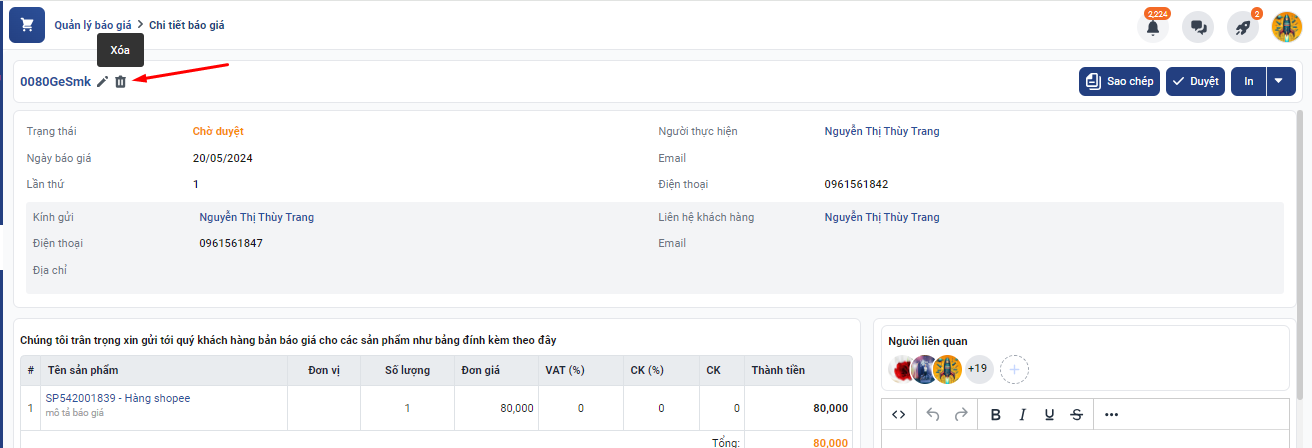 Quản lý báo giá > Chi tiết báo giá
2,224
2
Xóa
0080GeSmk
Sao chép
Duyệt
In
Trạng thái Chờ duyệt Người thực hiện Nguyễn Thị Thùy Trang
Ngày báo giá 20/05/2024 Email
Lần thứ 1 Điện thoại 0961561842
Kính gửi Nguyễn Thị Thùy Trang Liên hệ khách hàng Nguyễn Thị Thùy Trang
Điện thoại 0961561847 Email
Địa chỉ
Chúng tôi trân trọng xin gửi tới quý khách hàng bản báo giá cho các sản phẩm như bảng đính kèm theo đây
# Tên sản phẩm Đơn vị Số lượng Đơn giá VAT (%) CK (%) CK Thành tiền
1 SP542001839 - Hàng shopee 1 80,000 0 0 0 80,000
mô tả báo giá
Tổng: 80,000
Người liên quan
+19
B I U S